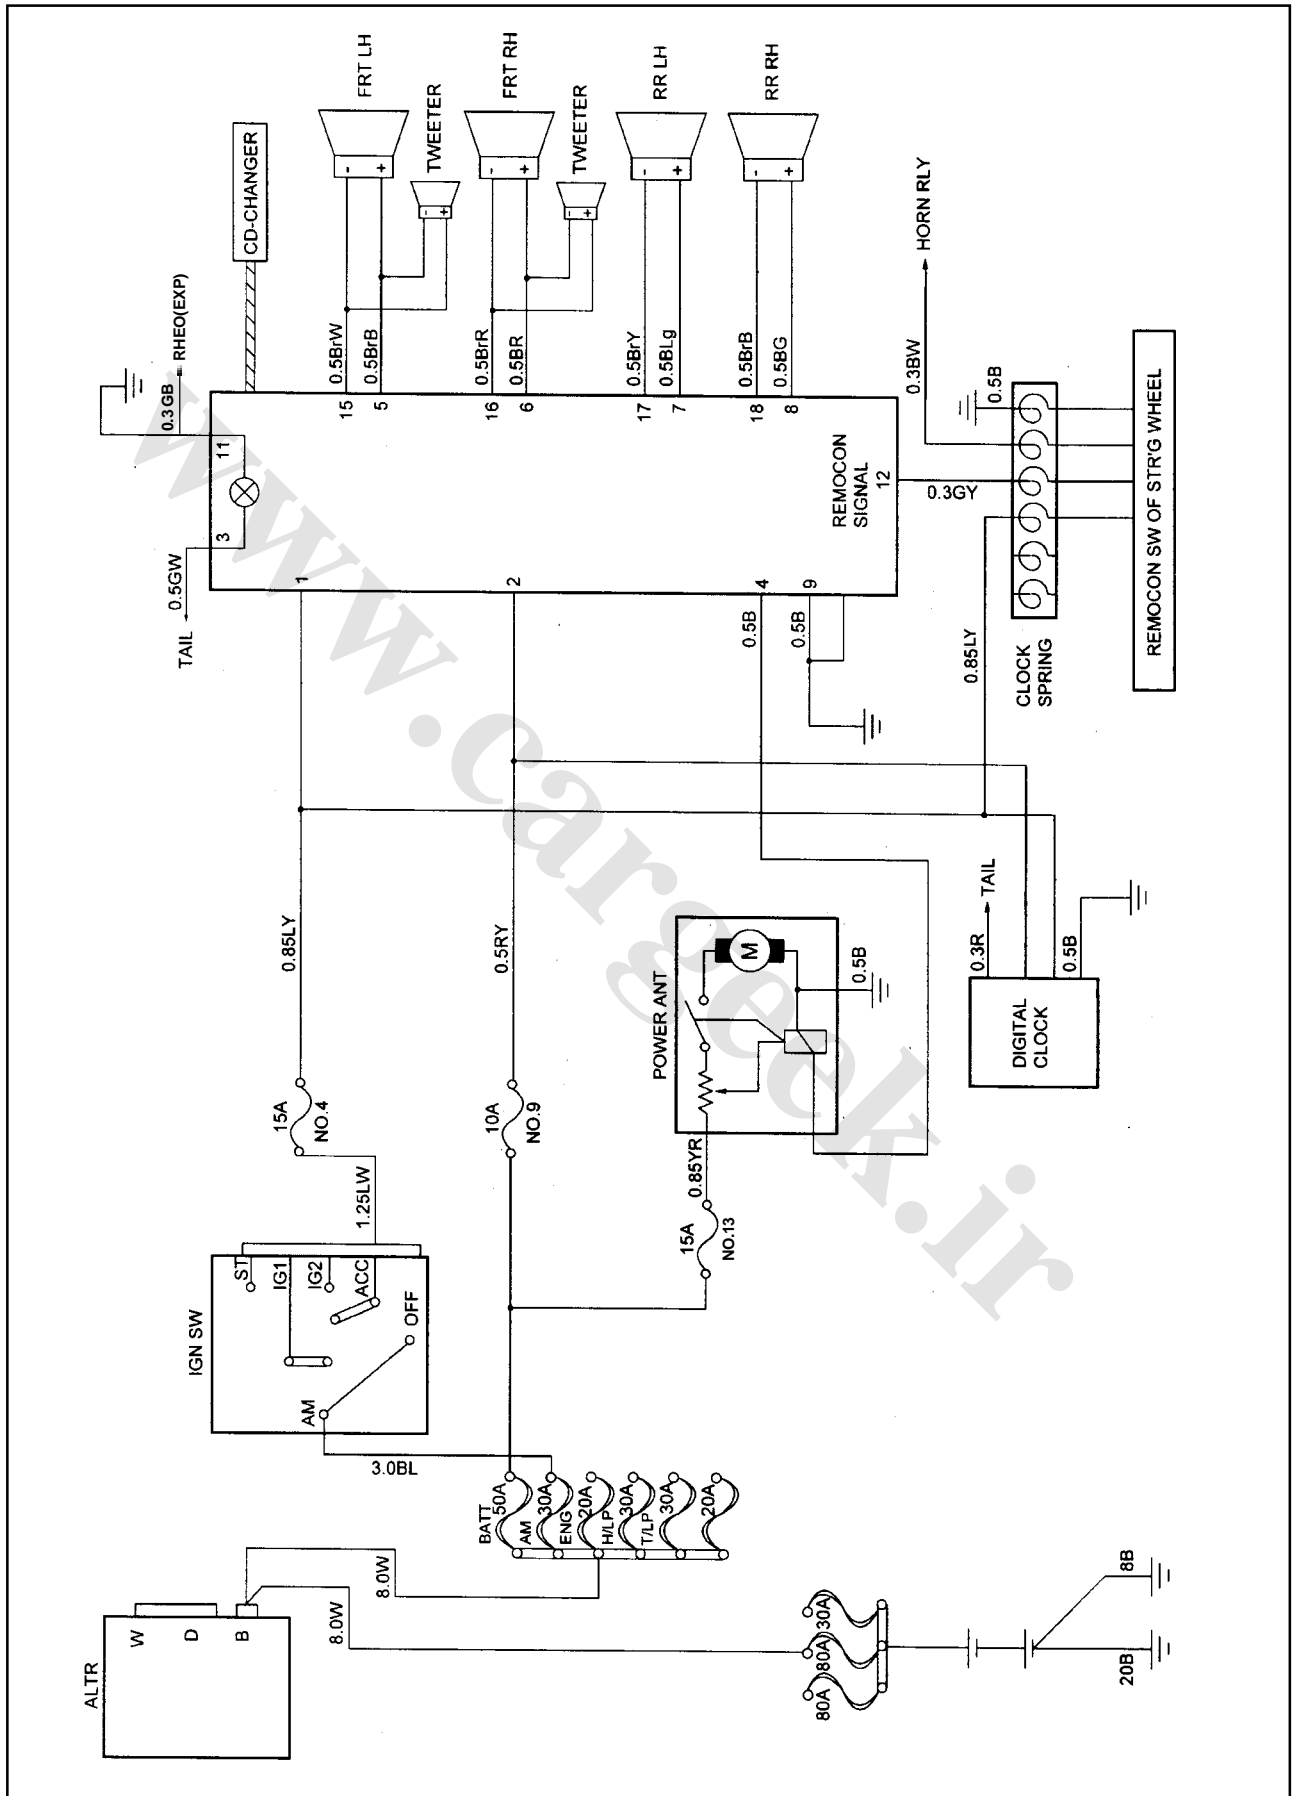 ALTR
W
D
B
8.0W
8.0W
BATT
50A
AM
30A
ENG
20A
H/LP
30A
T/LP
30A
20A
80A
80A
30A
20B
8B
IGN SW
AM
OFF
ST
IG1
IG2
ACC
3.0BL
1.25LW
15A
NO.4
10A
NO.9
15A
NO.13
0.85LY
0.5RY
0.85YR
POWER ANT
M
0.5B
DIGITAL
CLOCK
0.3R
TAIL
0.5B
TAIL
0.5GW
3
11
0.3GB
RHEO(EXP)
1
2
4
9
0.5B
0.5B
REMOCON
SIGNAL
12
15
5
16
6
17
7
18
8
0.5BrW
0.5BrB
0.5BrR
0.5BR
0.5BrY
0.5BLg
0.5BrB
0.5BG
CD-CHANGER
FRT LH
-
+
TWEETER
-
+
FRT RH
-
+
TWEETER
-
+
RR LH
-
+
RR RH
-
+
HORN RLY
0.3BW
0.5B
0.3GY
0.85LY
CLOCK
SPRING
REMOCON SW OF STR'G WHEEL
www.cargeek.ir